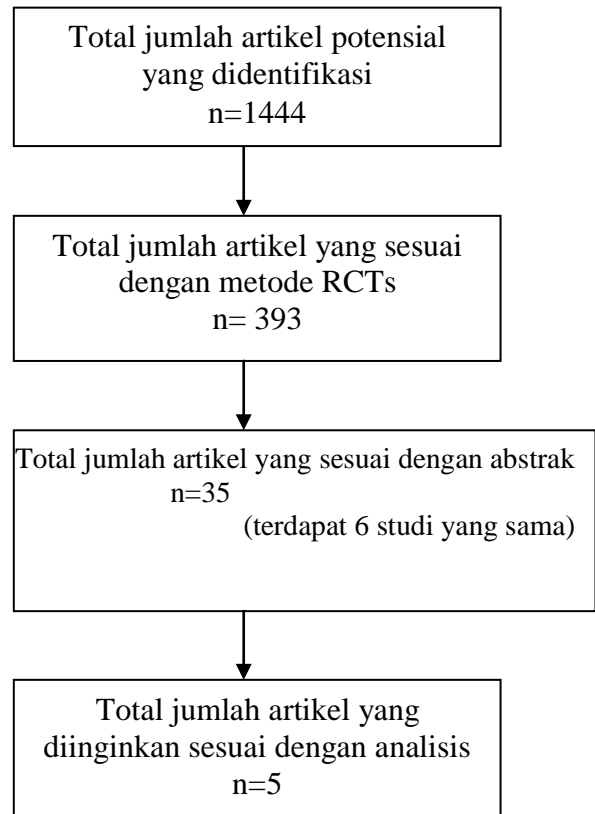 Total jumlah artikel potensial
yang didentifikasi
n=1444
Total jumlah artikel yang sesuai
dengan metode RCTs
n= 393
Total jumlah artikel yang sesuai dengan abstrak
n=35
(terdapat 6 studi yang sama)
Total jumlah artikel yang
diinginkan sesuai dengan analisis
n=5